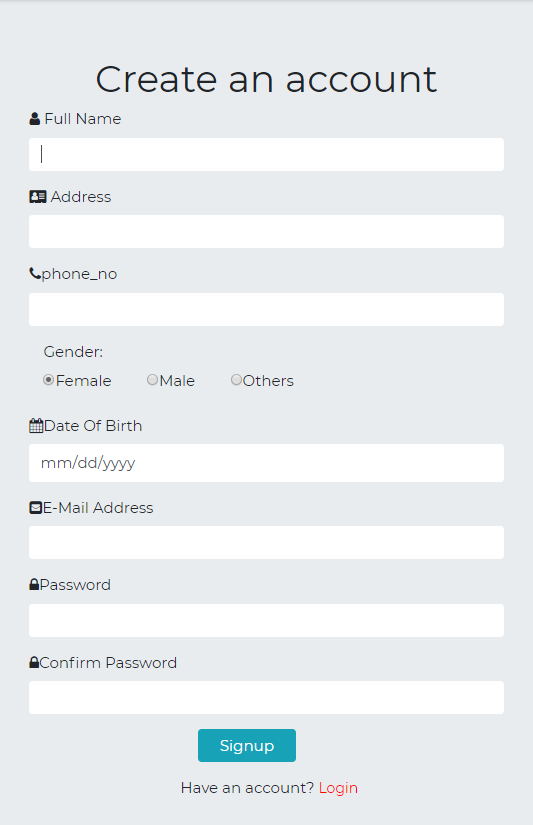 Create an account
Full Name
Address
phone_no
Gender:
Female Male Others
Date Of Birth
mm/dd/yyyy
E-Mail Address
Password
Confirm Password
Signup
Have an account? Login